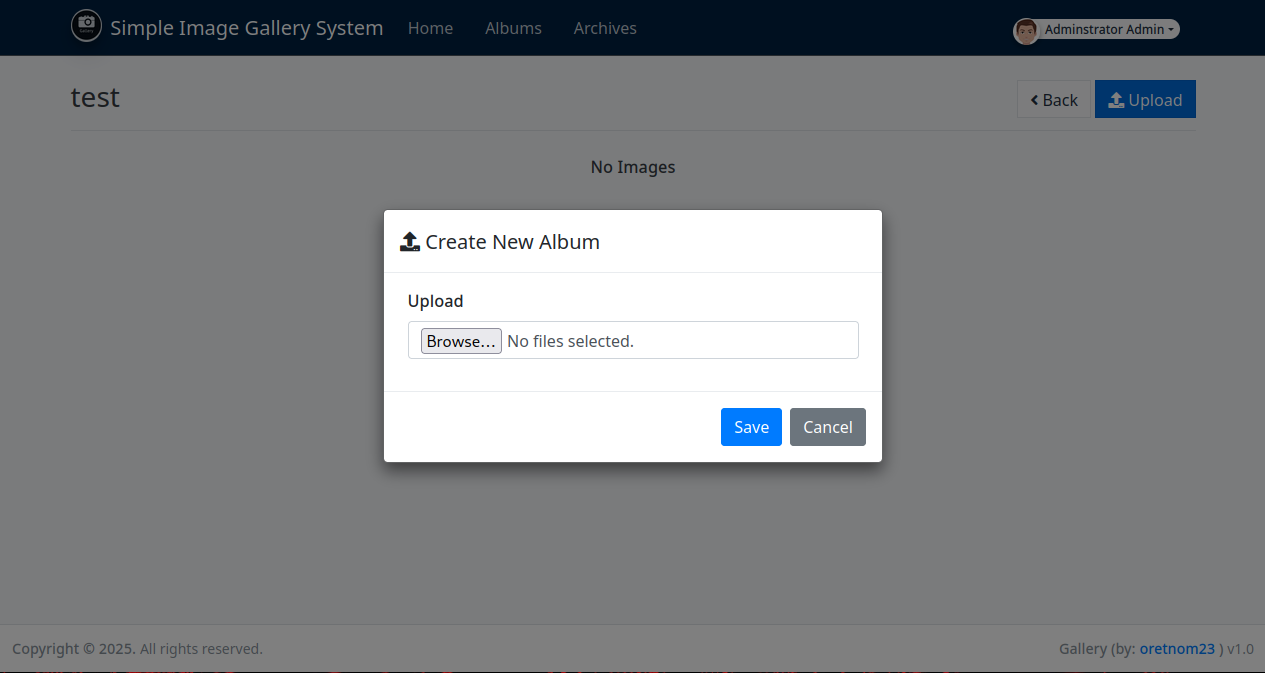 Simple Image Gallery System Home Albums Archives Adminstrator Admin
test Back Upload
No Images
Create New Album
Upload
Browse... No files selected.
Save Cancel
Copyright © 2025. All rights reserved. Gallery (by: oretnom23 ) v1.0